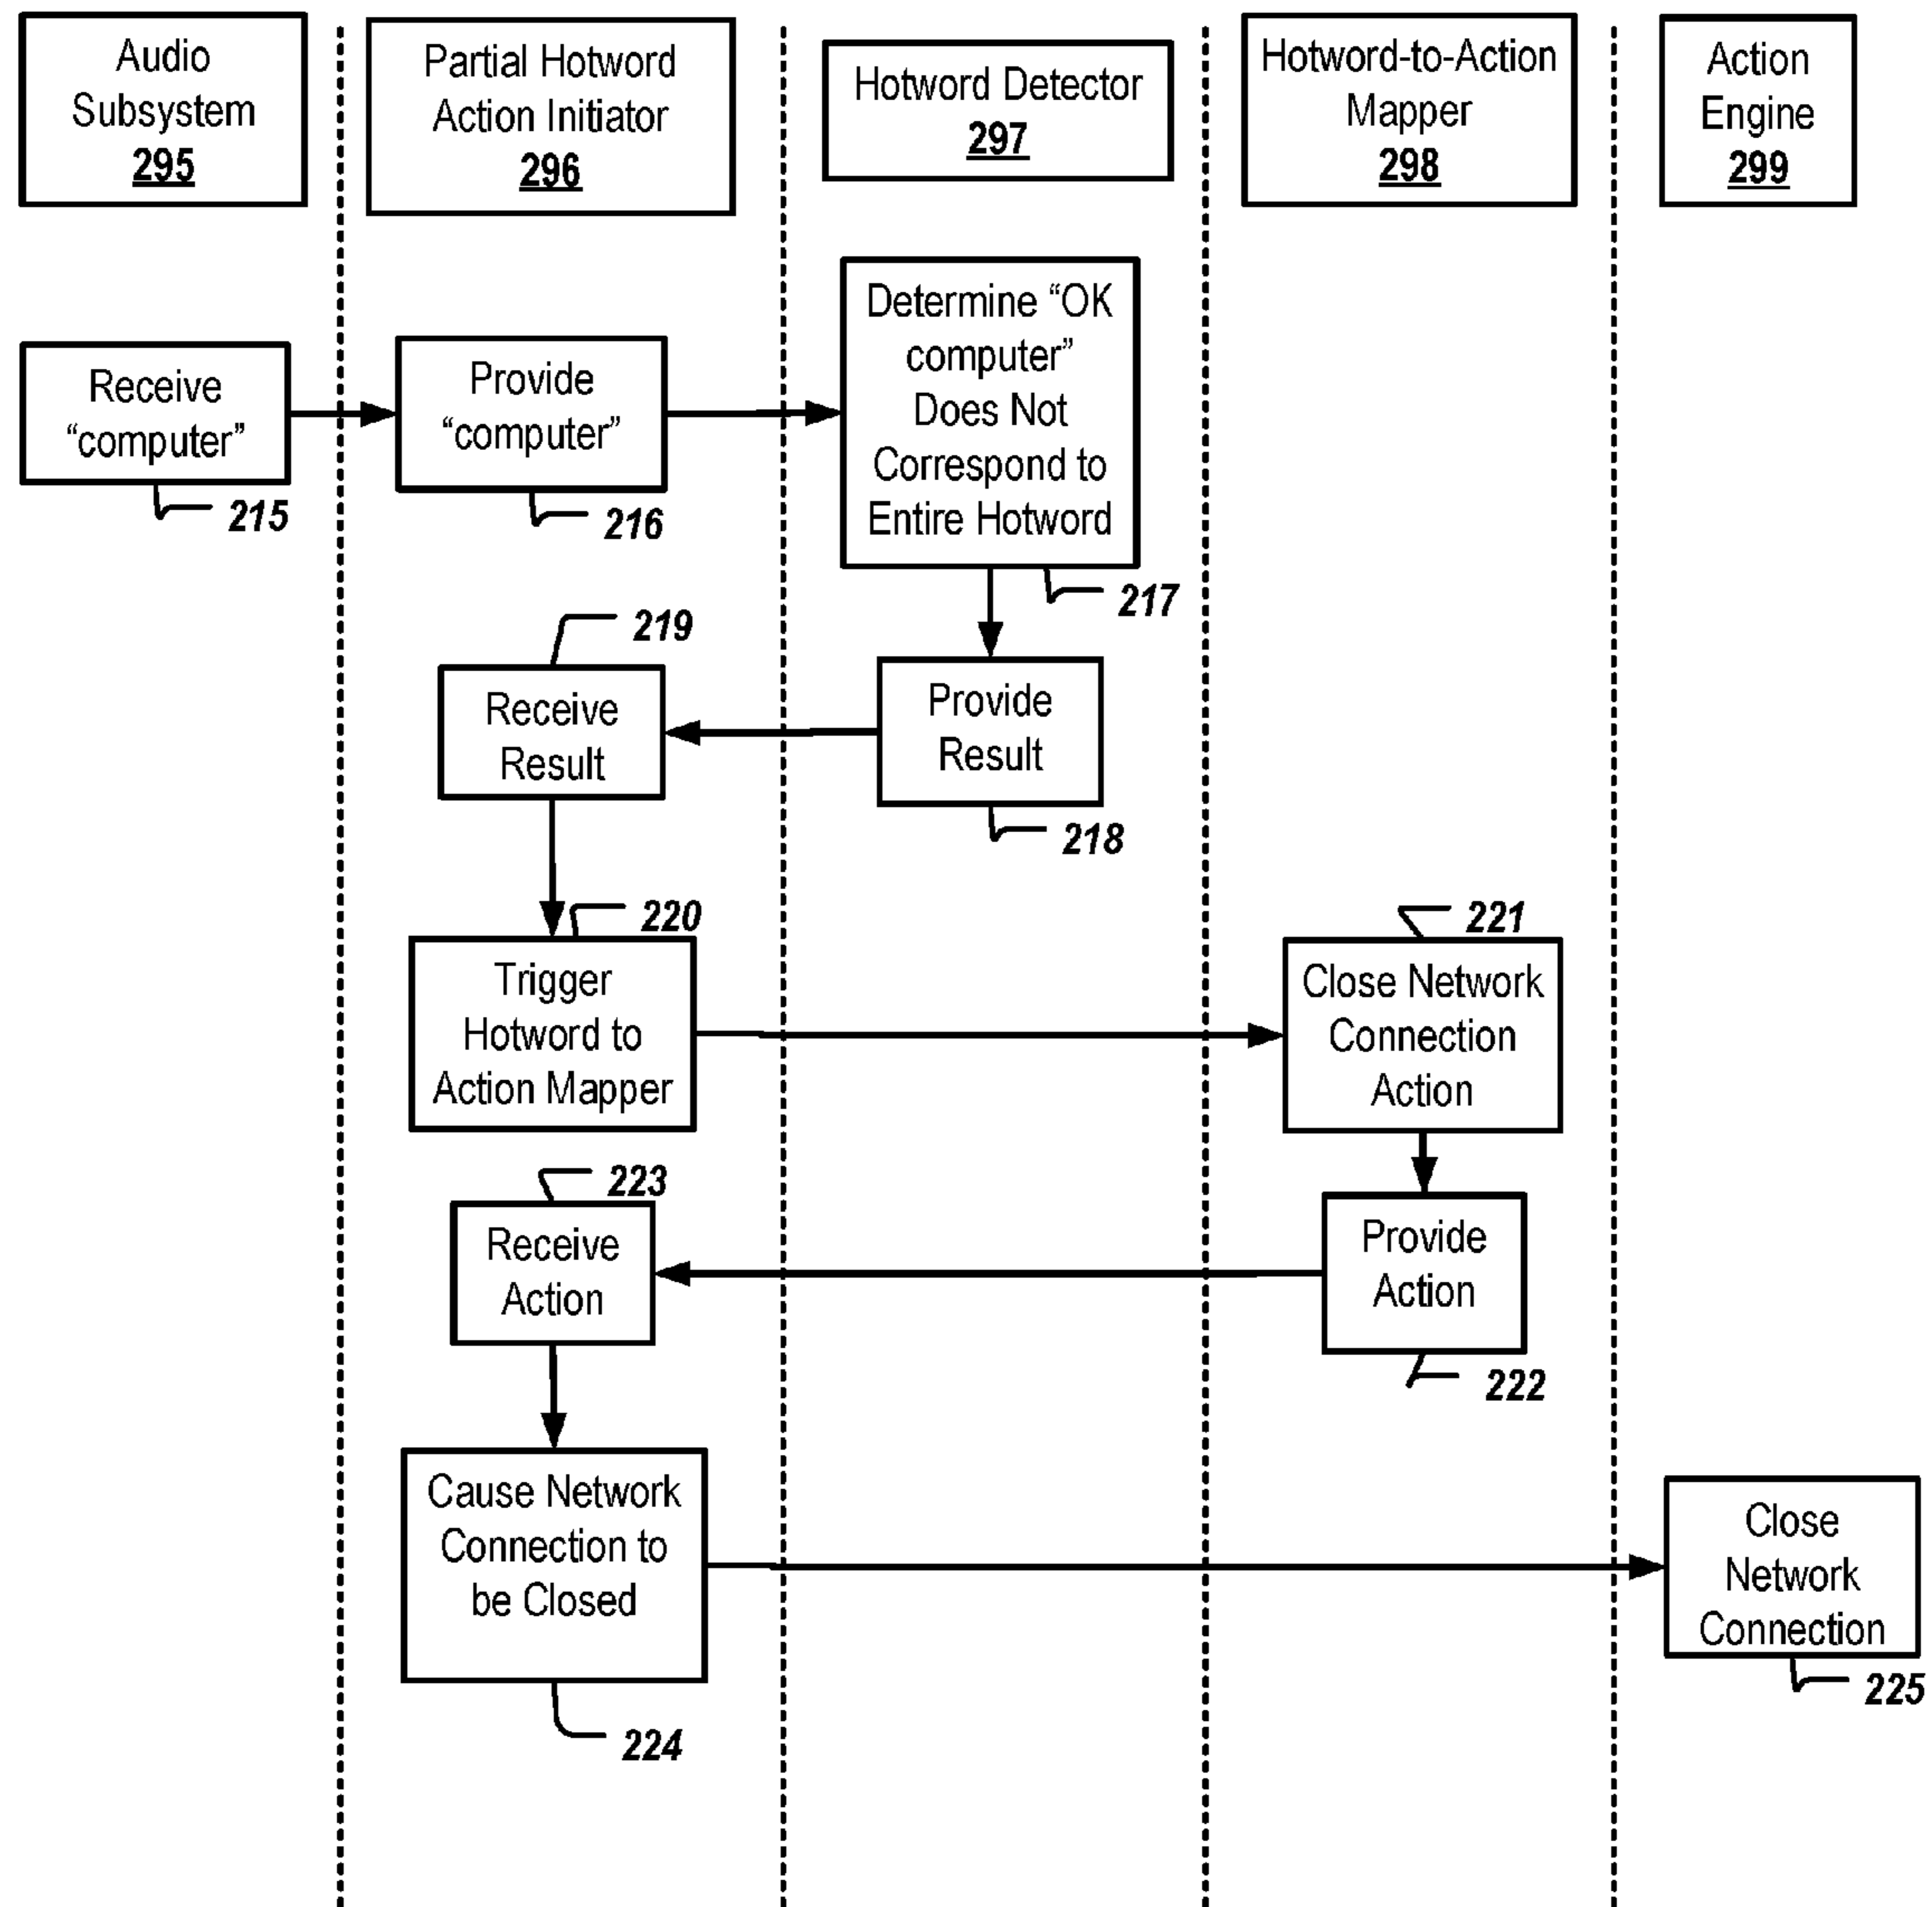 Audio
Subsystem
295
Partial Hotword
Action Initiator
296
Hotword Detector
297
Hotword-to-Action
Mapper
298
Action
Engine
299
Receive
“computer”
215
Provide
“computer”
216
Determine “OK
computer”
Does Not
Correspond to
Entire Hotword
217
Provide
Result
218
219
Receive
Result
220
Trigger
Hotword to
Action Mapper
221
Close Network
Connection
Action
Provide
Action
222
223
Receive
Action
Cause Network
Connection to
be Closed
224
Close
Network
Connection
225